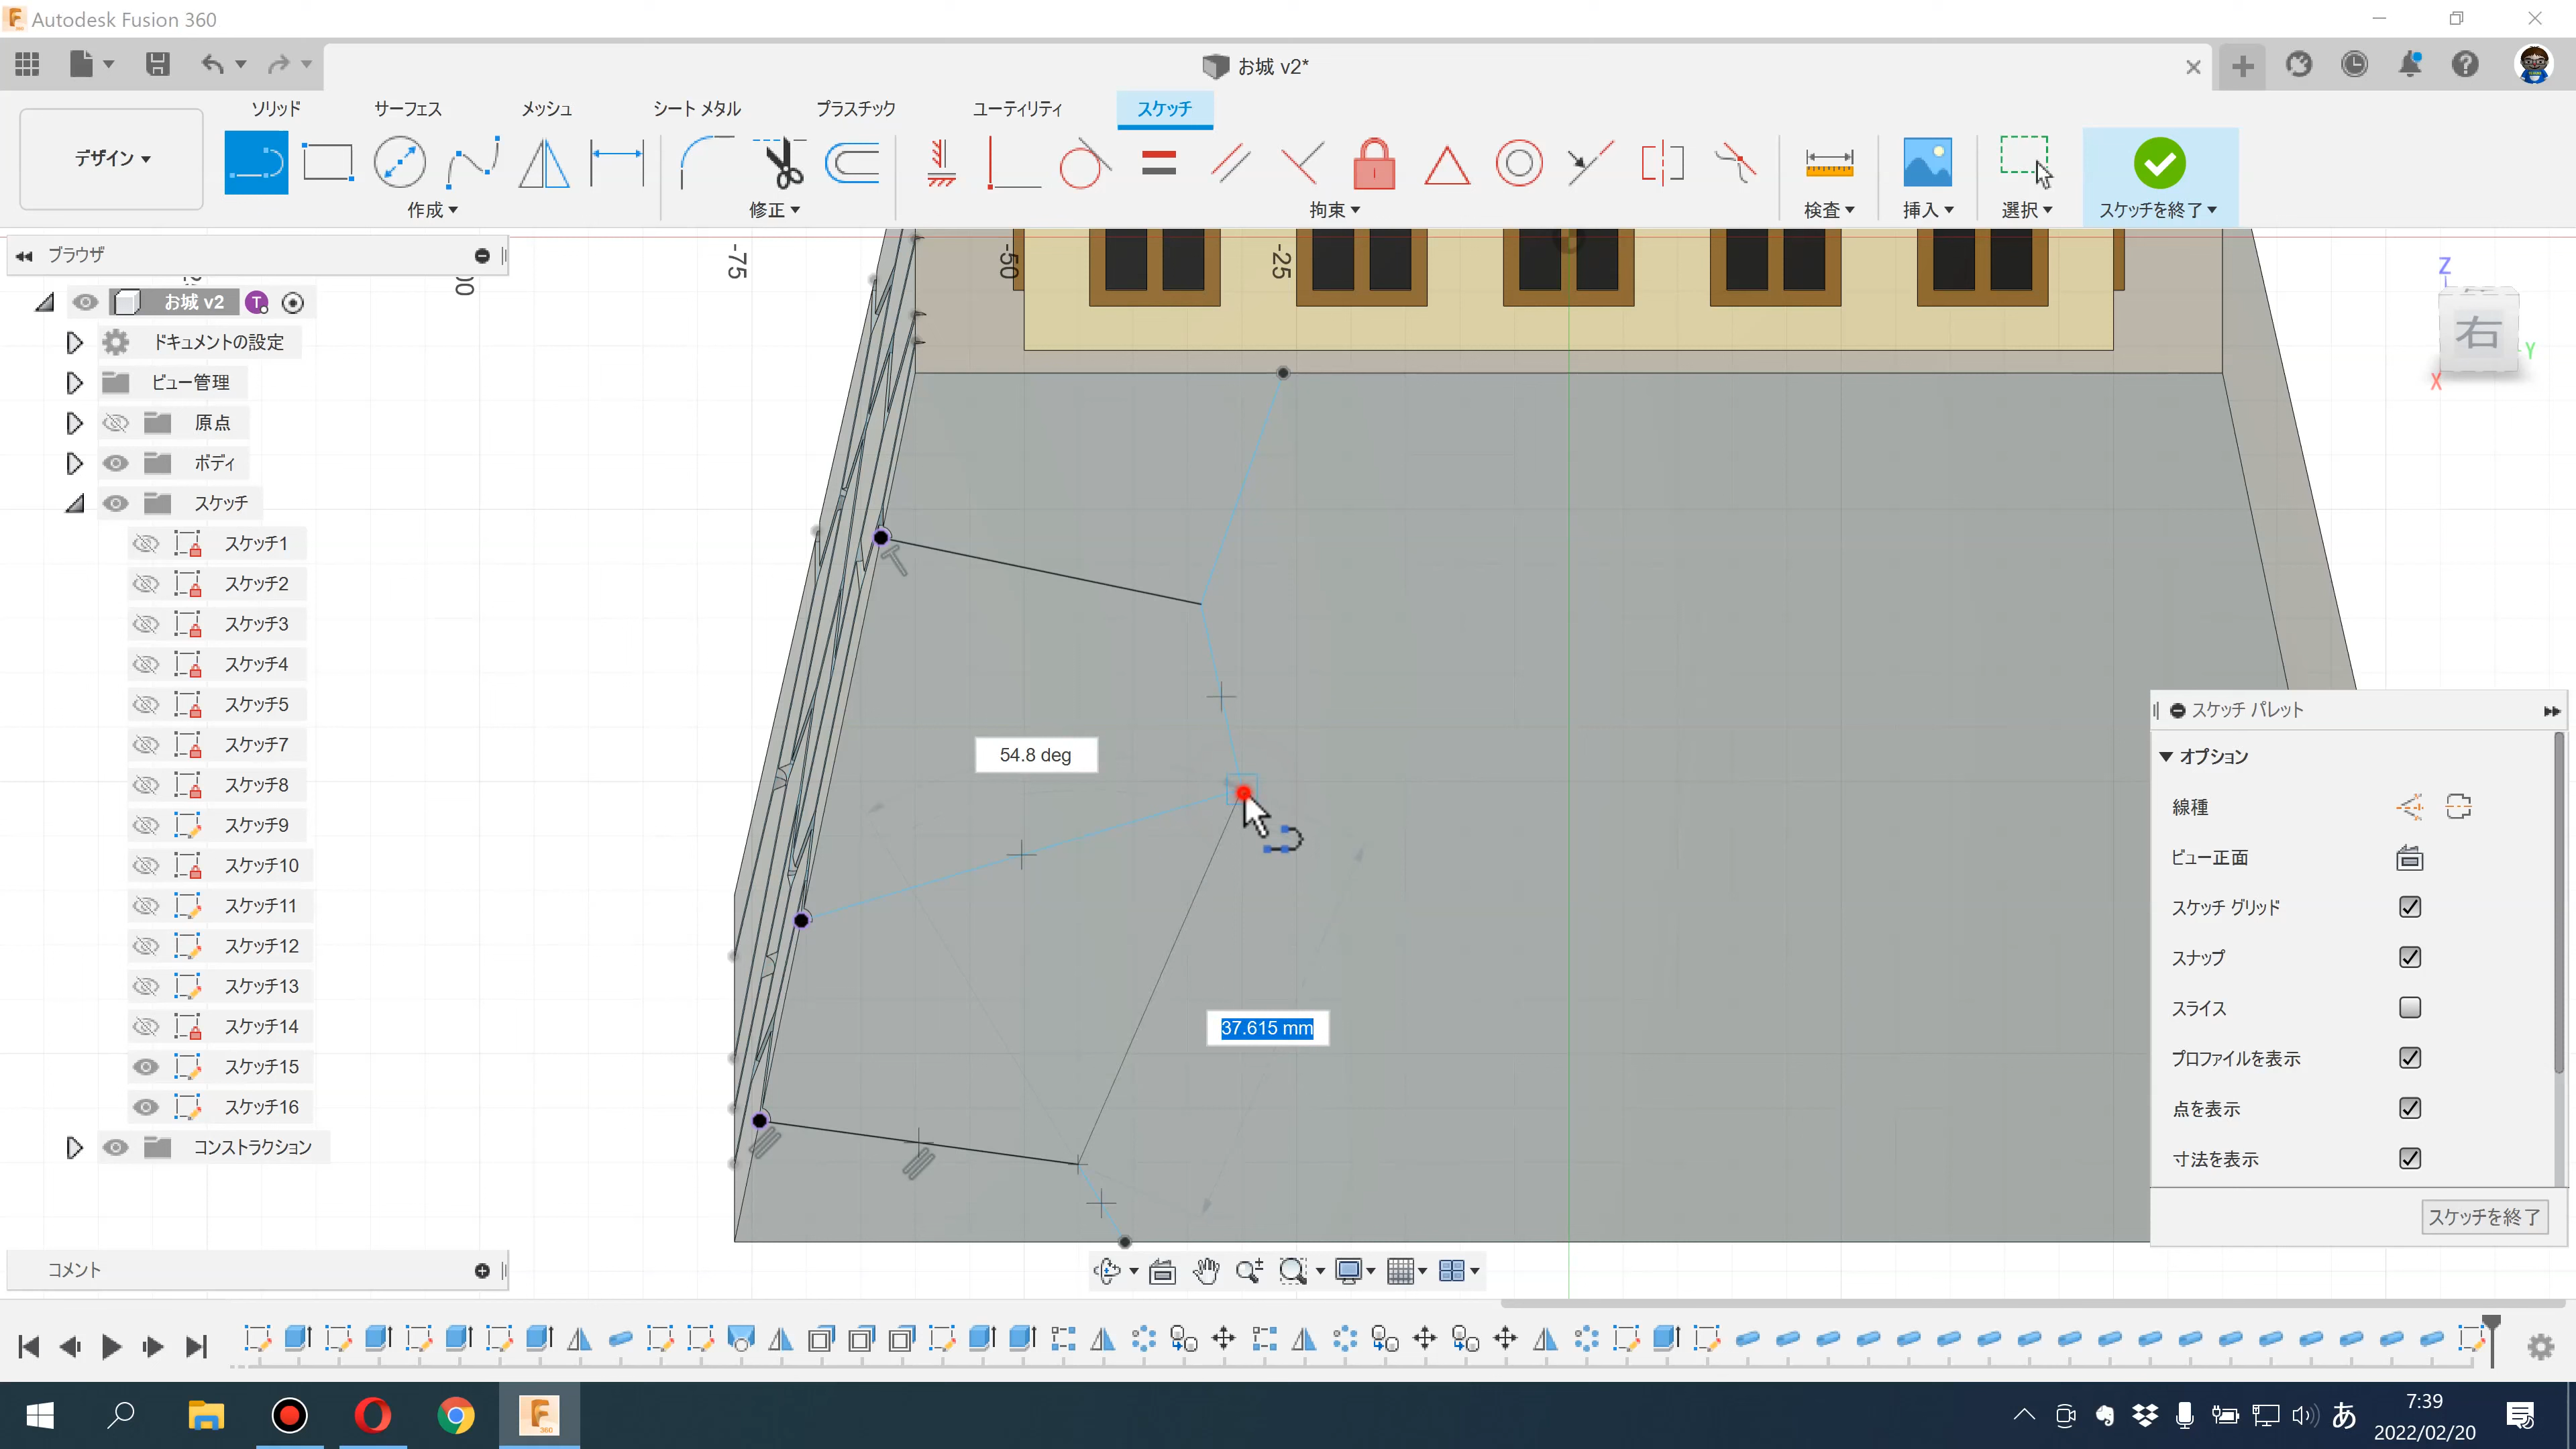 Autodesk Fusion 360
お城 v2*
ソリッド
サーフェス
メッシュ
シート メタル
プラスチック
ユーティリティ
スケッチ
デザイン
作成
修正
拘束
検査
挿入
選択
スケッチを終了
ブラウザ
お城 v2
ドキュメントの設定
ビュー管理
原点
ボディ
スケッチ
スケッチ1
スケッチ2
スケッチ3
スケッチ4
スケッチ5
スケッチ7
スケッチ8
スケッチ9
スケッチ10
スケッチ11
スケッチ12
スケッチ13
スケッチ14
スケッチ15
スケッチ16
コンストラクション
コメント
-75
-50
-25
54.8 deg
37.615 mm
Z
右
Y
X
スケッチ パレット
オプション
線種
ビュー正面
スケッチ グリッド
スナップ
スライス
プロファイルを表示
点を表示
寸法を表示
スケッチを終了
あ
7:39
2022/02/20